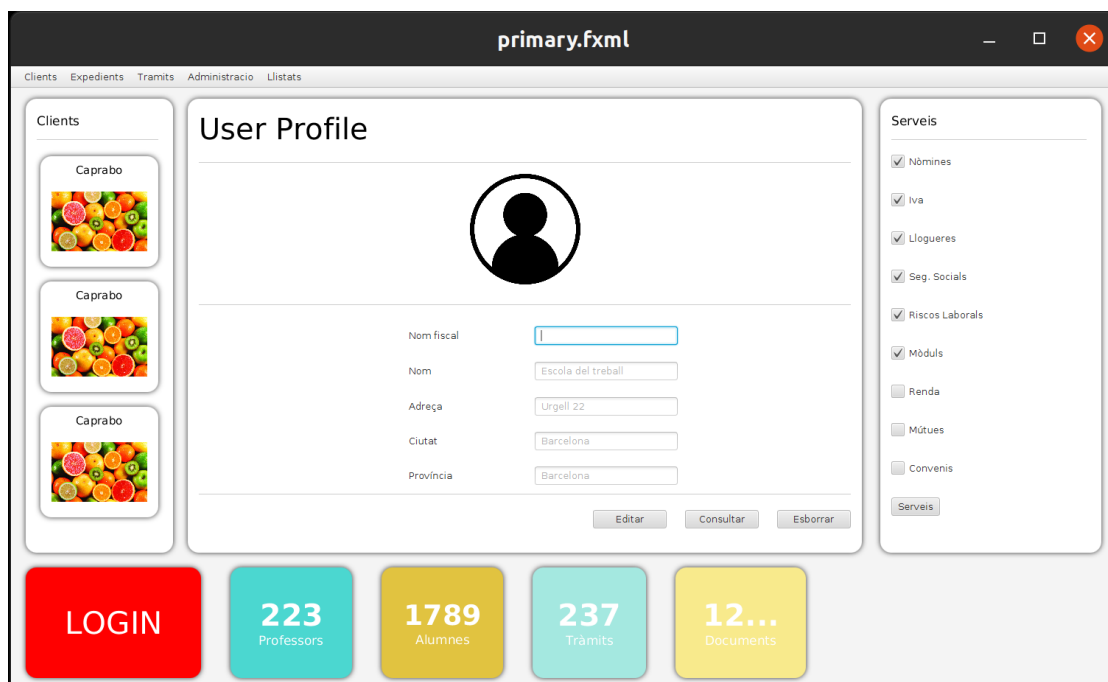 primary.fxml
Clients Expedients Tramits Administracio Llistats
Clients
Caprabo
Caprabo
Caprabo
User Profile
Nom fiscal
Nom Escola del treball
Adreça Urgell 22
Ciutat Barcelona
Província Barcelona
Editar Consultar Esborrar
Serveis
Nòmines
Iva
Llogueres
Seg. Socials
Riscos Laborals
Mòduls
Renda
Mútues
Convenis
Serveis
LOGIN
223
Professors
1789
Alumnes
237
Tràmits
12...
Documents